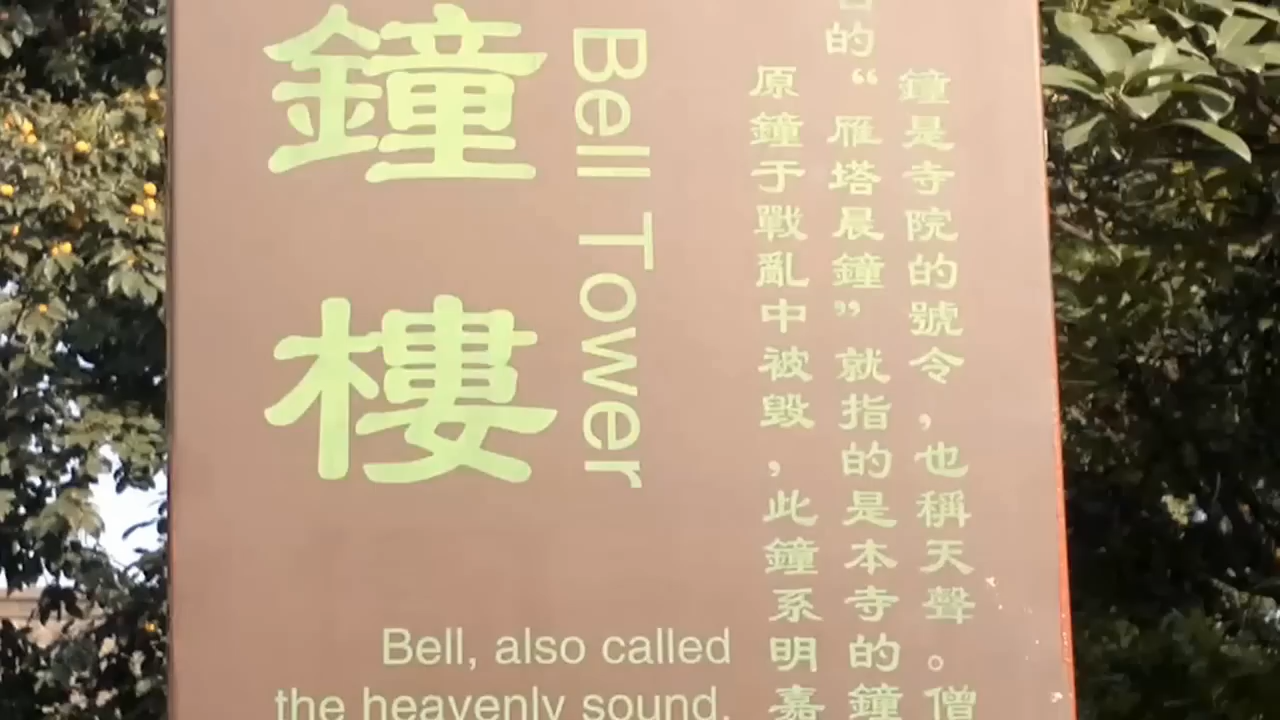 鐘樓
Bell Tower
鐘是寺院的號令,也稱天聲。僧
的“雁塔晨鐘”就指的是本寺的鐘
原鐘于戰亂中被毀,此鐘系明嘉
Bell, also called
the heavenly sound,